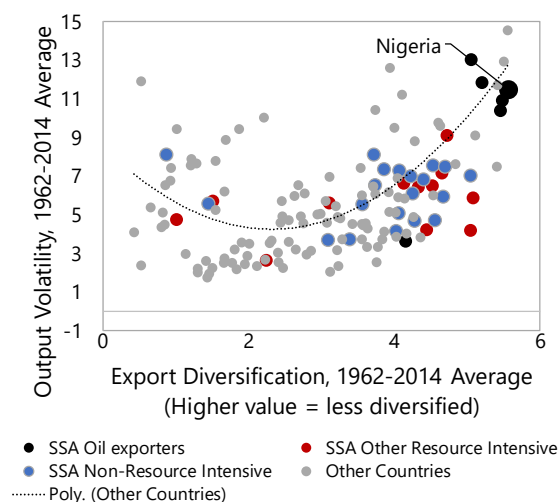 Output Volatility, 1962-2014 Average
15
13
11
9
7
5
3
1
-1
Nigeria
0
2
4
6
Export Diversification, 1962-2014 Average
(Higher value = less diversified)
SSA Oil exporters
SSA Other Resource Intensive
SSA Non-Resource Intensive
Other Countries
Poly. (Other Countries)